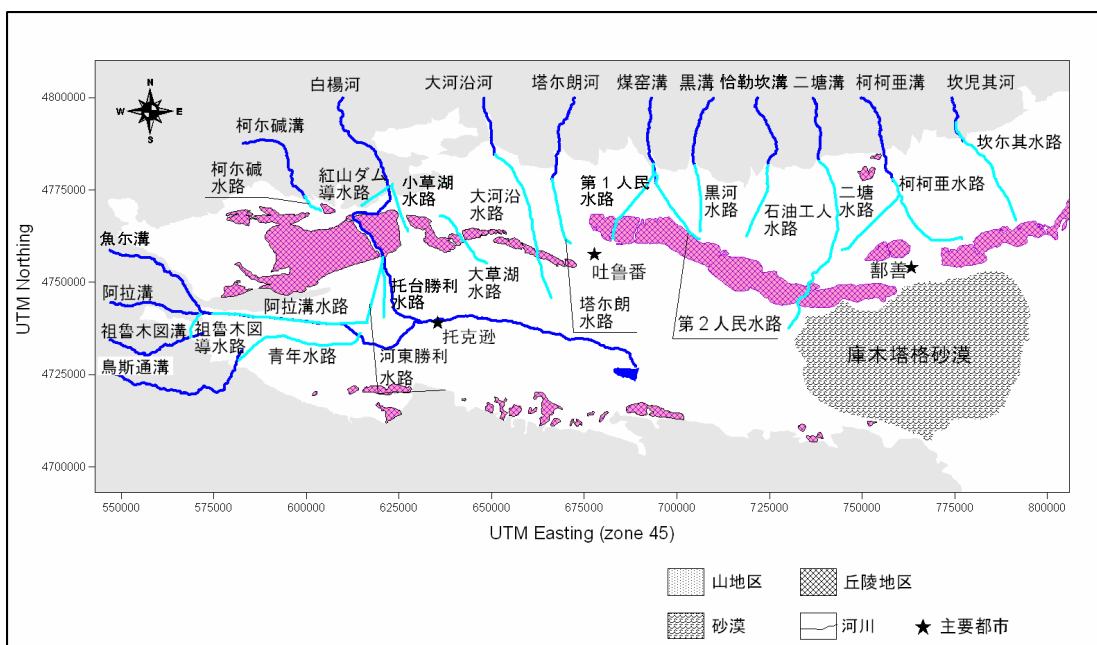 白楊河
大河沿河
塔尔朗河
煤窑溝
黒溝
恰勒坎溝
二塘溝
柯柯亜溝
坎児其河
N
W
E
S
柯尓碱溝
坎尓其水路
柯尓碱
水路
紅山ダム
導水路
小草湖
水路
大河沿
水路
第1人民
水路
黒河
水路
石油工人
水路
二塘
水路
柯柯亜水路
魚尓溝
阿拉溝
祖魯木図溝
鳥斯通溝
阿拉溝水路
祖魯木図
導水路
青年水路
托台勝利
水路
大草湖
水路
吐鲁番
塔尓朗
水路
第2人民水路
鄯善
托克逊
河東勝利
水路
庫木塔格砂漠
4800000
4775000
4750000
4725000
4700000
UTM Northing
550000
575000
600000
625000
650000
675000
700000
725000
750000
775000
800000
UTM Easting (zone 45)
山地区
丘陵地区
砂漠
河川
主要都市